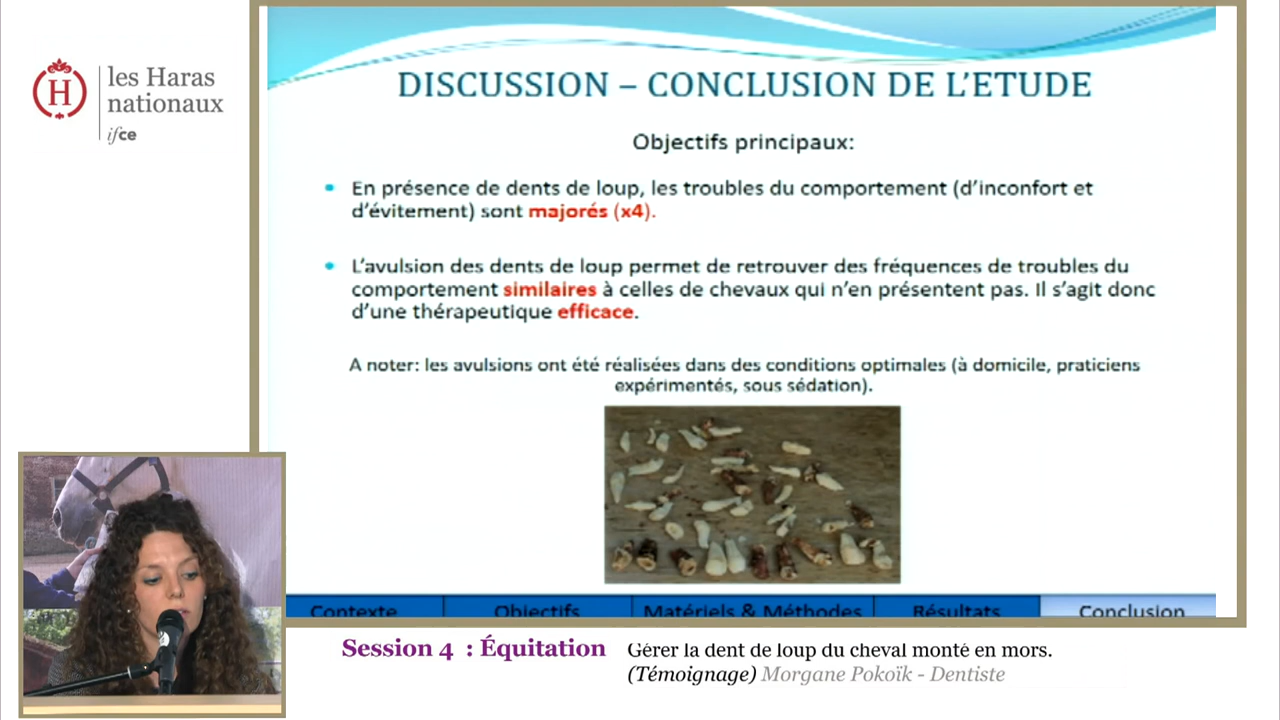 H
les Haras
nationaux
ifce
DISCUSSION – CONCLUSION DE L'ETUDE
Objectifs principaux:
• En présence de dents de loup, les troubles du comportement (d'inconfort et
d'évitement) sont majorés (x4).
• L'avulsion des dents de loup permet de retrouver des fréquences de troubles du
comportement similaires à celles de chevaux qui n'en présentent pas. Il s'agit donc
d'une thérapeutique efficace.
A noter: les avulsions ont été réalisées dans des conditions optimales (à domicile, praticiens
expérimentés, sous sédation).
Contexte Objectifs Matériels & Méthodes Résultats Conclusion
Session 4 : Équitation Gérer la dent de loup du cheval monté en mors.
(Témoignage) Morgane Pokoïk - Dentiste